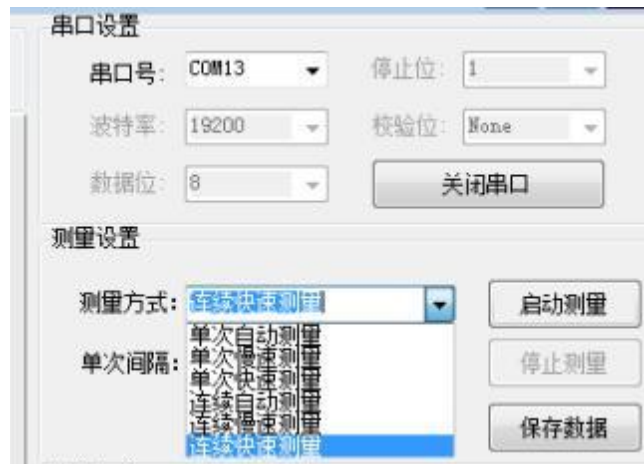 串口设置
串口号: COM13 停止位: 1
波特率: 19200 校验位: None
数据位: 8 关闭串口
测量设置
测量方式: 连续快速测量 启动测量
单次自动测量
单次慢速测量
单次间隔: 单次快速测量 停止测量
连续自动测量
连续慢速测量 保存数据
连续快速测量